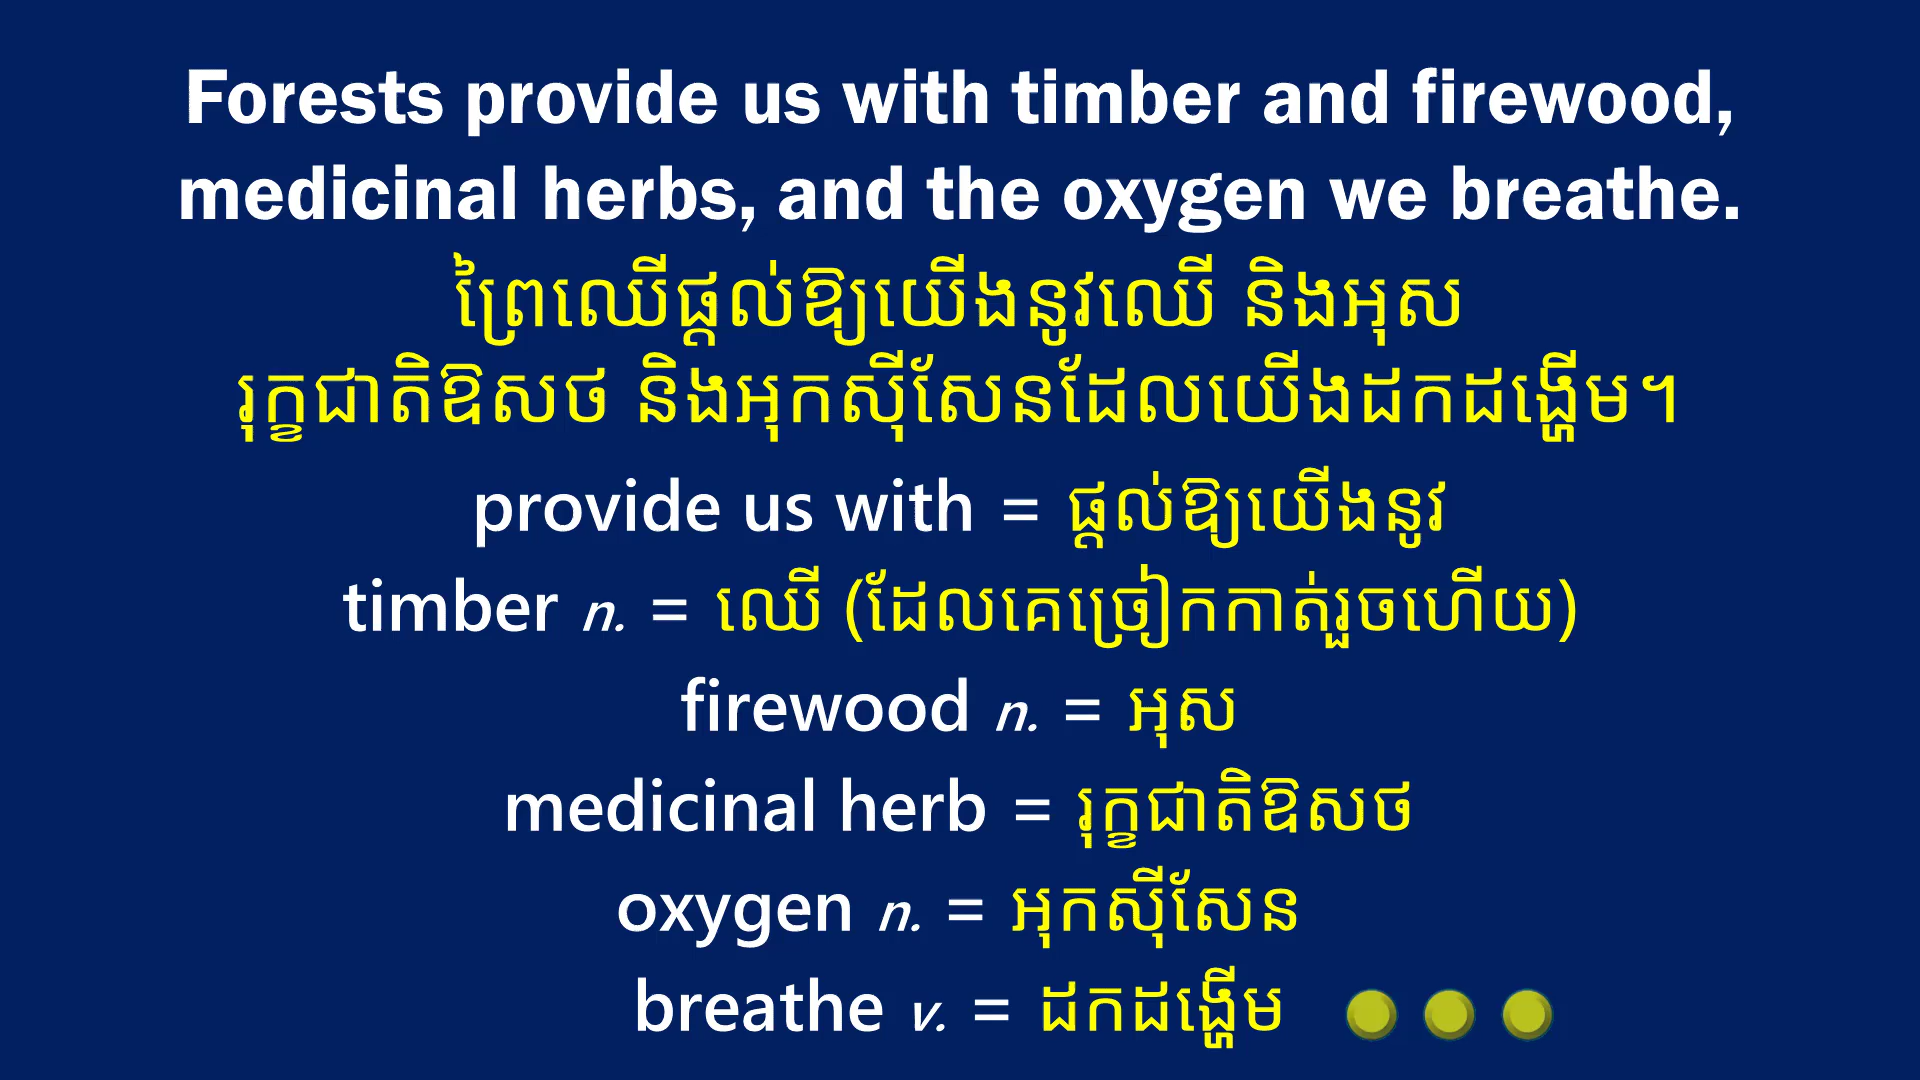 Forests provide us with timber and firewood,
medicinal herbs, and the oxygen we breathe.
ព្រៃឈើផ្តល់ឱ្យយើងនូវឈើ និងអុស
រុក្ខជាតិឱសថ និងអុកស៊ីសែនដែលយើងដកដង្ហើម។
provide us with = ផ្តល់ឱ្យយើងនូវ
timber n. = ឈើ (ដែលគេច្រៀកកាត់រួចហើយ)
firewood n. = អុស
medicinal herb = រុក្ខជាតិឱសថ
oxygen n. = អុកស៊ីសែន
breathe v. = ដកដង្ហើម